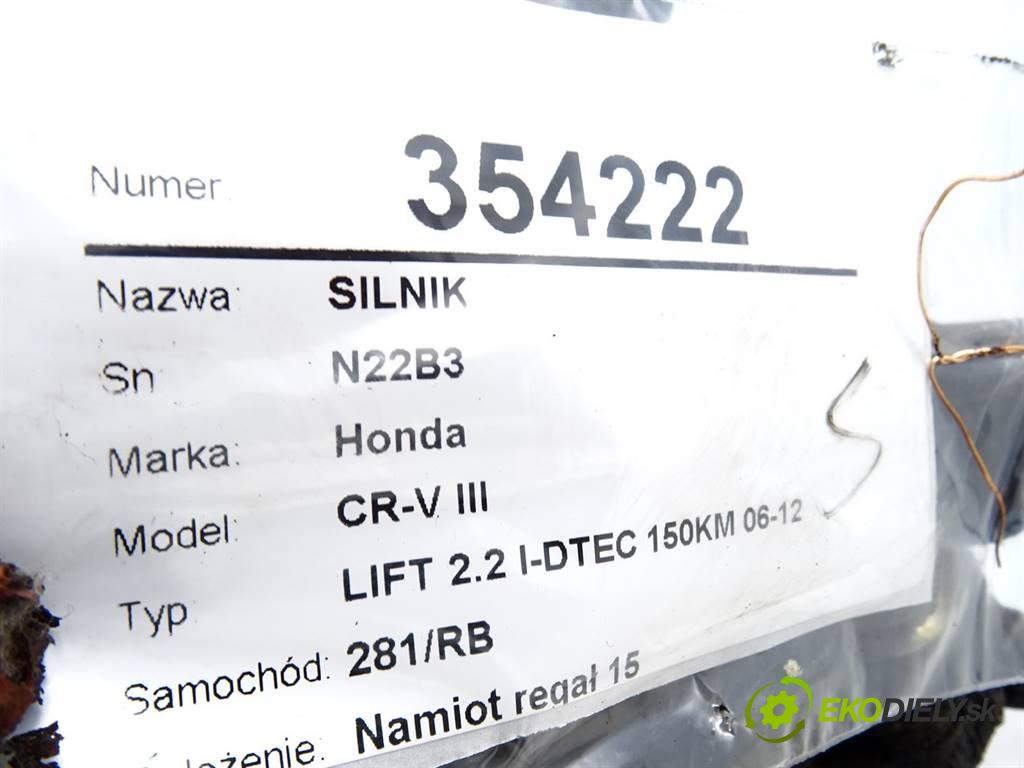 Numer 354222
Nazwa: SILNIK
Sn N22B3
Marka: Honda
Model: CR-V III
Typ LIFT 2.2 I-DTEC 150KM 06-12
Samochód: 281/RB
Namiot regał 15
EKODIELY.sk